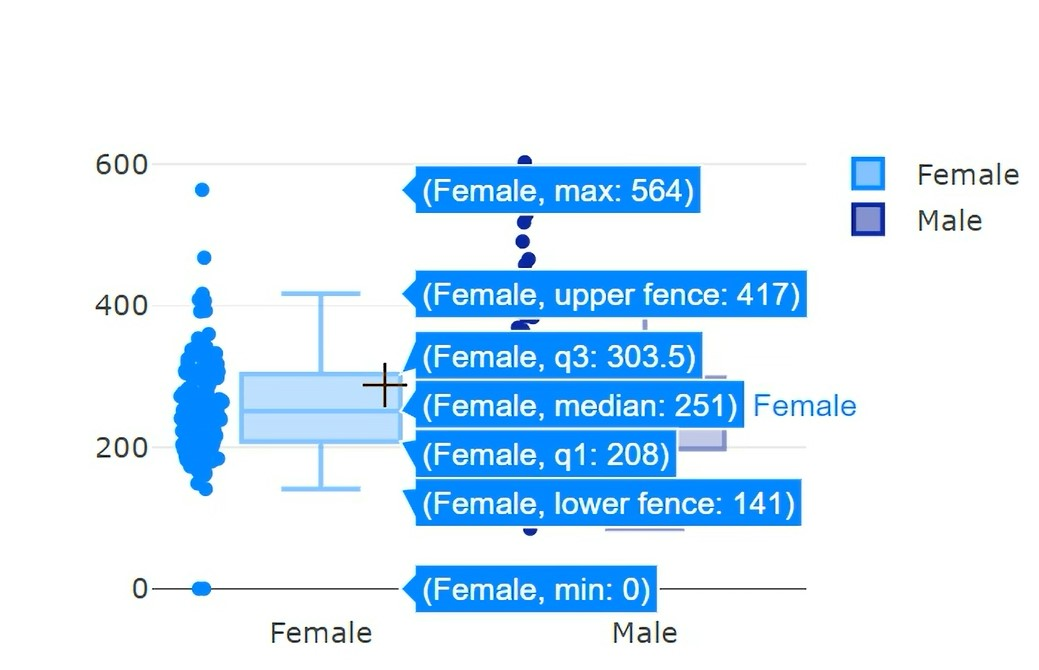 600
(Female, max: 564)
Female
Male
(Female, upper fence: 417)
400
(Female, q3: 303.5)
(Female, median: 251) Female
200
(Female, q1: 208)
(Female, lower fence: 141)
0
(Female, min: 0)
Female
Male